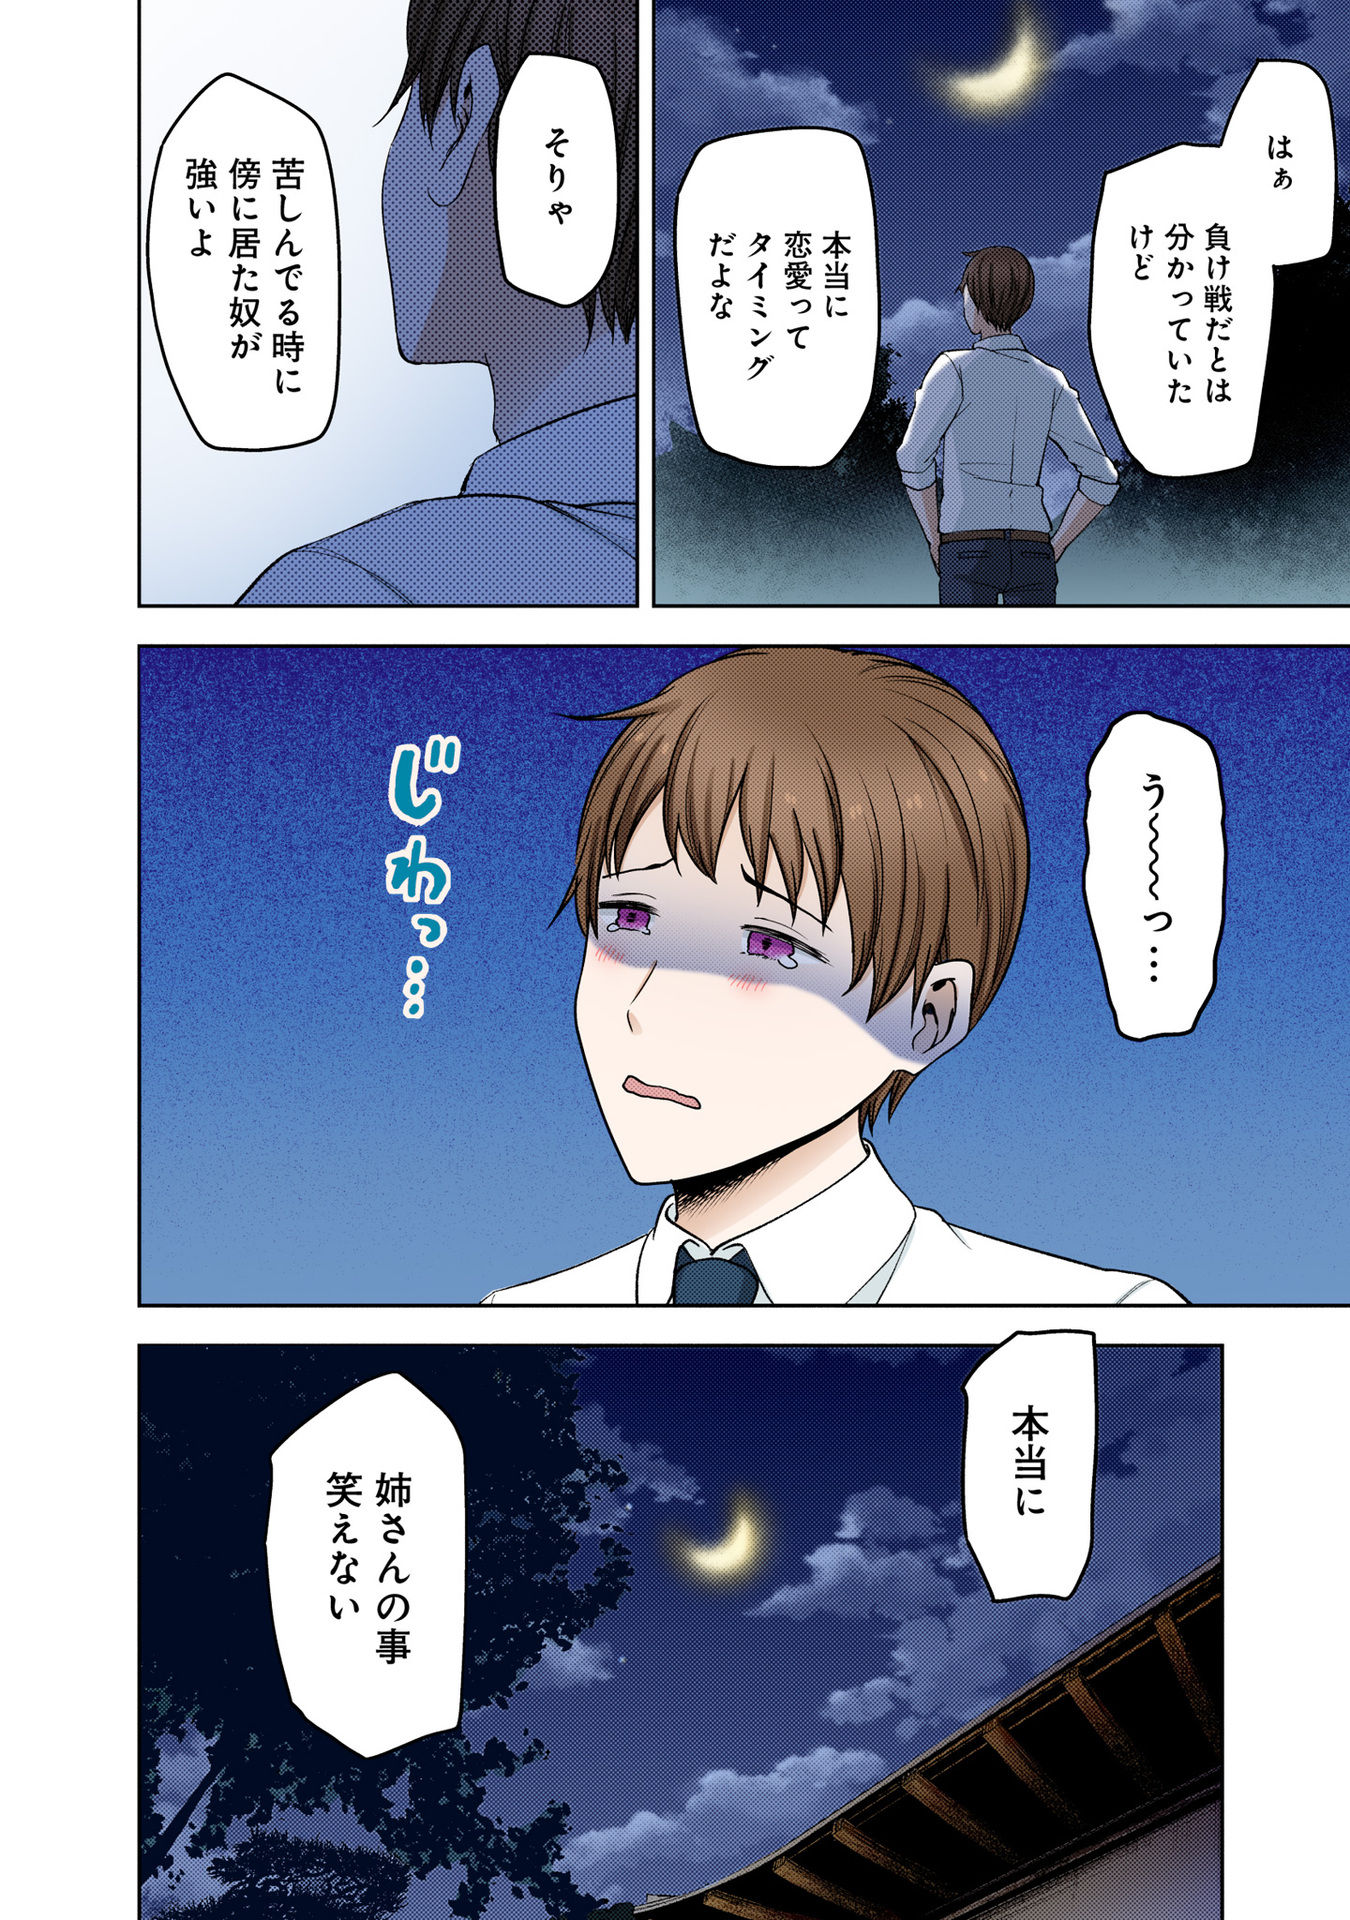 はぁ
負け戦だとは
分かっていた
けど
本当に
恋愛って
タイミング
だよな
そりゃ
苦しんでる時に
傍に居た奴が
強いよ
う〜〜〜っ…
じわっ…
本当に
姉さんの事
笑えない